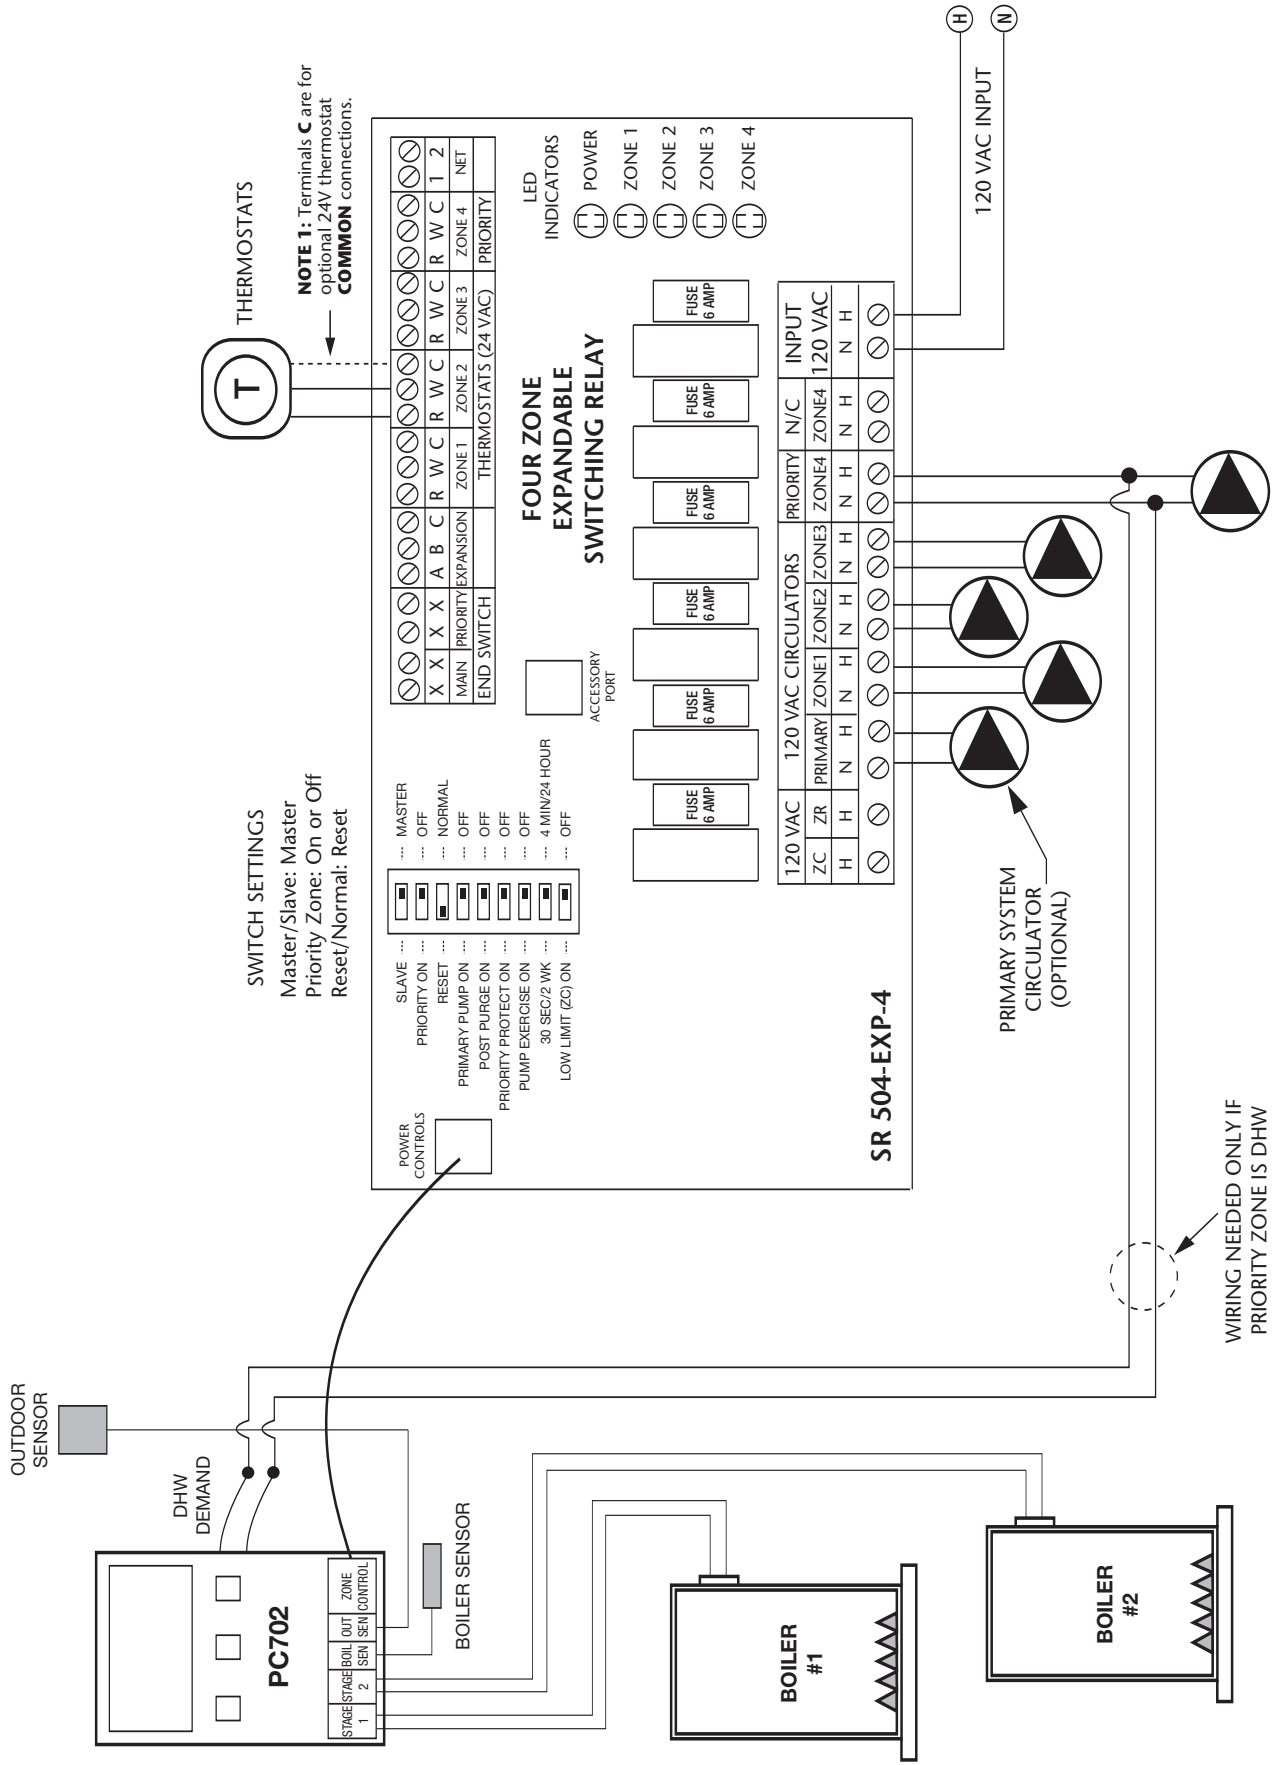 OUTDOOR
SENSOR
DHW
DEMAND
PC702
STAGE
1
STAGE
2
BOIL
SEN
OUT
SEN
ZONE
CONTROL
BOILER SENSOR
BOILER
#1
BOILER
#2
SWITCH SETTINGS
Master/Slave: Master
Priority Zone: On or Off
Reset/Normal: Reset
THERMOSTATS
T
NOTE 1: Terminals C are for
optional 24V thermostat
COMMON connections.
POWER
CONTROLS
SLAVE ---- ---- MASTER
PRIORITY ON ---- ---- OFF
RESET ---- ---- NORMAL
PRIMARY PUMP ON ---- ---- OFF
POST PURGE ON ---- ---- OFF
PRIORITY PROTECT ON ---- ---- OFF
PUMP EXERCISE ON ---- ---- OFF
30 SEC/2 WK ---- ---- 4 MIN/24 HOUR
LOW LIMIT (ZC) ON ---- ---- OFF
X X X X A B C R W C R W C R W C R W C 1 2
MAIN PRIORITY EXPANSION ZONE 1 ZONE 2 ZONE 3 ZONE 4 NET
END SWITCH THERMOSTATS (24 VAC) PRIORITY
ACCESSORY
PORT
FOUR ZONE
EXPANDABLE
SWITCHING RELAY
LED
INDICATORS
POWER
ZONE 1
ZONE 2
ZONE 3
ZONE 4
FUSE
6 AMP
FUSE
6 AMP
FUSE
6 AMP
FUSE
6 AMP
FUSE
6 AMP
FUSE
6 AMP
120 VAC 120 VAC CIRCULATORS PRIORITY N/C INPUT
120 VAC
ZC ZR PRIMARY ZONE1 ZONE2 ZONE3 ZONE4 ZONE4
H H N H N H N H N H N H N H N H
SR 504-EXP-4
120 VAC INPUT
H
N
PRIMARY SYSTEM
CIRCULATOR
(OPTIONAL)
WIRING NEEDED ONLY IF
PRIORITY ZONE IS DHW